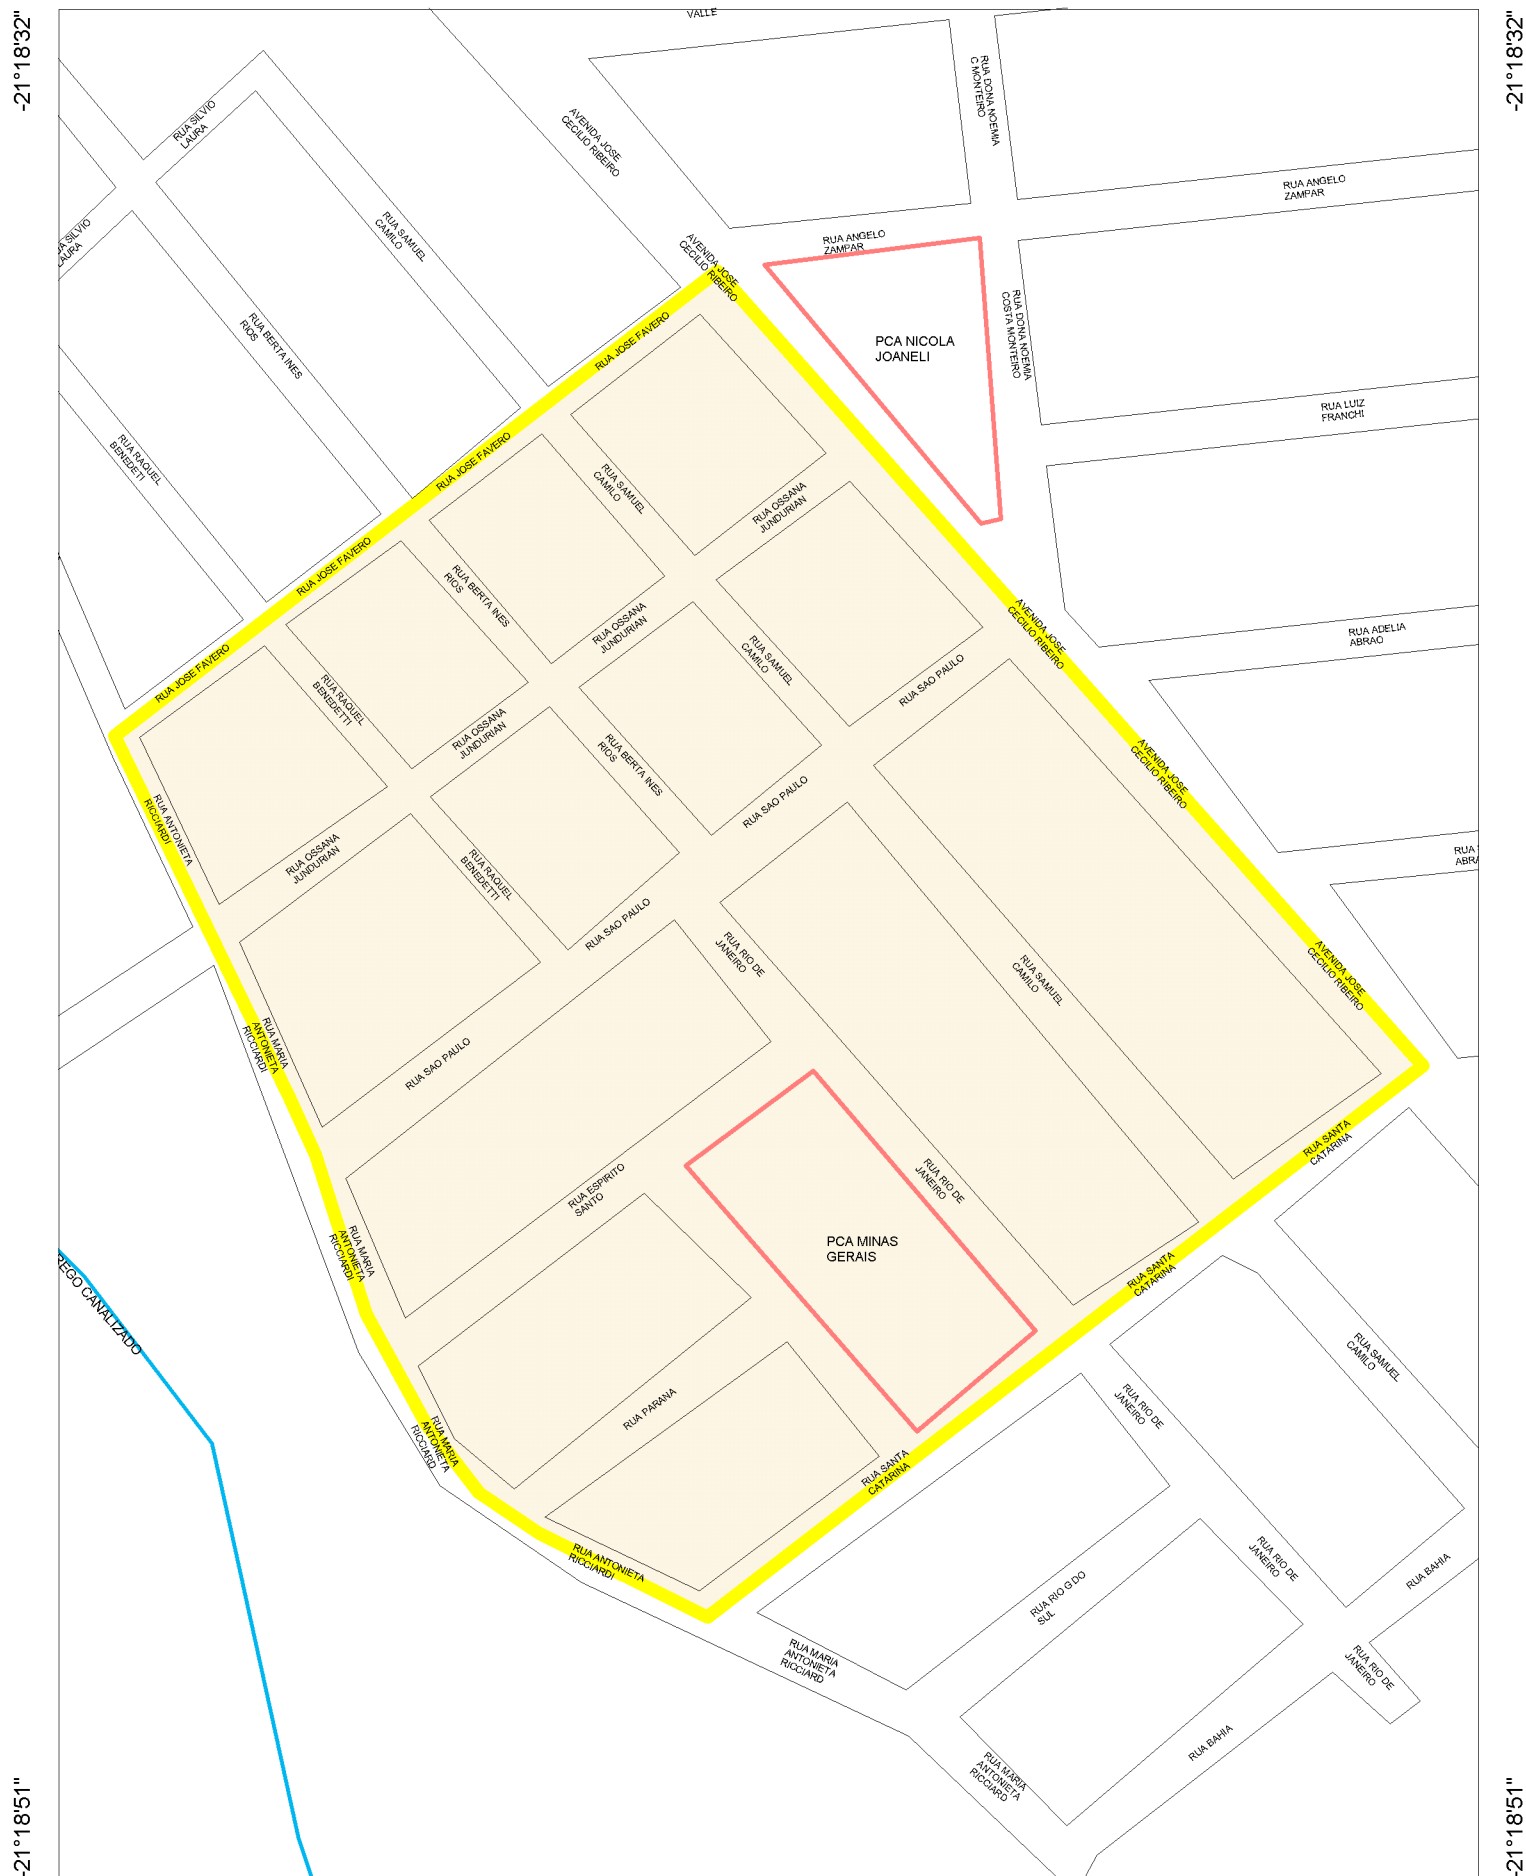 VALLE
-21°18'32"
-21°18'32"
RUA SILVIO
LAURA
AVENIDA JOSE
CECILIO RIBEIRO
RUA DONA NOEMIA
C MONTEIRO
RUA ANGELO
ZAMPAR
RUA SILVIO
LAURA
RUA SAMUEL
CAMILO
AVENIDA JOSE
CECILIO RIBEIRO
RUA ANGELO
ZAMPAR
RUA BERTA INES
RIOS
RUA JOSE FAVERO
PCA NICOLA
JOANELI
RUA DONA NOEMIA
COSTA MONTEIRO
RUA LUIZ
FRANCHI
RUA RAQUEL
BENEDETI
RUA JOSE FAVERO
RUA SAMUEL
CAMILO
RUA OSSANA
JUNDURIAN
RUA JOSE FAVERO
RUA BERTA INES
RIOS
RUA OSSANA
JUNDURIAN
AVENIDA JOSE
CECILIO RIBEIRO
RUA ADELIA
ABRAO
RUA JOSE FAVERO
RUA RAQUEL
BENEDETTI
RUA SAMUEL
CAMILO
RUA SAO PAULO
RUA OSSANA
JUNDURIAN
RUA BERTA INES
RIOS
AVENIDA JOSE
CECILIO RIBEIRO
RUA ANTONIETA
RICCIARDI
RUA SAO PAULO
RUA OSSANA
JUNDURIAN
RUA RAQUEL
BENEDETTI
RUA
ABRA
RUA SAO PAULO
RUA RIO DE
JANEIRO
RUA SAMUEL
CAMILO
AVENIDA JOSE
CECILIO RIBEIRO
RUA MARIA
ANTONIETA
RICCIARDI
RUA SAO PAULO
RUA SANTA
CATARINA
RUA ESPIRITO
SANTO
RUA RIO DE
JANEIRO
RUA MARIA
ANTONIETA
RICCIARDI
PCA MINAS
GERAIS
RUA SANTA
CATARINA
REGO CANALIZADO
RUA SAMUEL
CAMILO
RUA PARANA
RUA RIO DE
JANEIRO
RUA MARIA
ANTONIETA
RICCIARD
RUA SANTA
CATARINA
RUA ANTONIETA
RICCIARDI
RUA RIO G DO
SUL
RUA RIO DE
JANEIRO
RUA BAHIA
RUA MARIA
ANTONIETA
RICCIARD
RUA RIO DE
JANEIRO
RUA BAHIA
RUA MARIA
ANTONIETA
RICCIARD
-21°18'51"
-21°18'51"